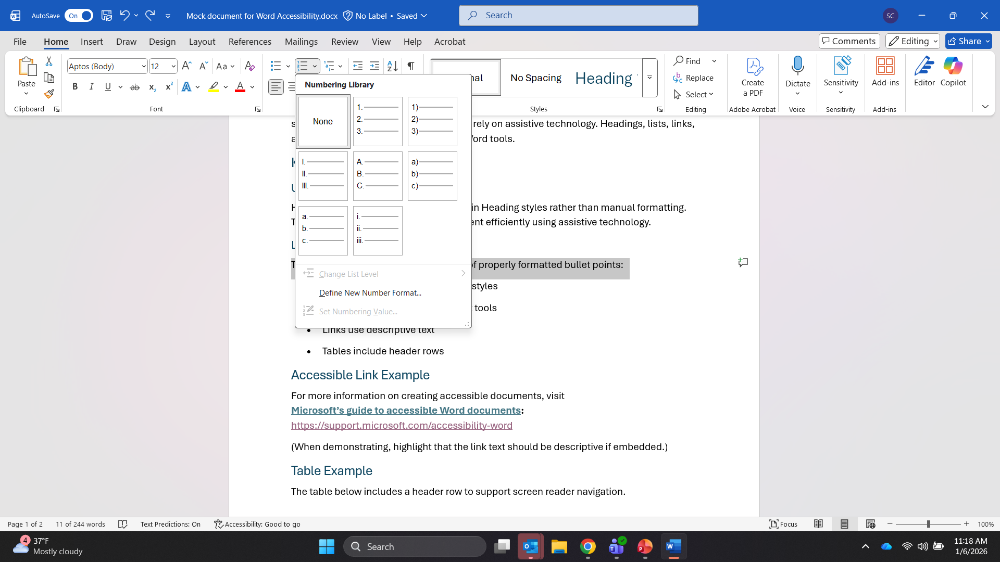 AutoSave On Mock document for Word Accessibility.docx No Label • Saved Search SC
File Home Insert Draw Design Layout References Mailings Review View Help Acrobat Comments Editing Share
Paste
Clipboard
Aptos (Body) 12
Font
Normal No Spacing Heading
Styles
Find
Replace
Select
Editing
Create a PDF
Adobe Acrobat
Dictate
Voice
Sensitivity
Sensitivity
Add-ins
Add-ins
Editor
Copilot
Numbering Library
None
1.
2.
3.
1)
2)
3)
I.
II.
III.
A.
B.
C.
a)
b)
c)
a.
b.
c.
i.
ii.
iii.
Change List Level
Define New Number Format...
Set Numbering Value...
rely on assistive technology. Headings, lists, links,
Word tools.
in Heading styles rather than manual formatting.
efficiently using assistive technology.
of properly formatted bullet points:
styles
tools
• Links use descriptive text
• Tables include header rows
Accessible Link Example
For more information on creating accessible documents, visit
Microsoft’s guide to accessible Word documents:
https://support.microsoft.com/accessibility-word
(When demonstrating, highlight that the link text should be descriptive if embedded.)
Table Example
The table below includes a header row to support screen reader navigation.
Page 1 of 2 11 of 244 words Text Predictions: On Accessibility: Good to go Focus 100%
4 37°F
Mostly cloudy
Search
11:18 AM
1/6/2026